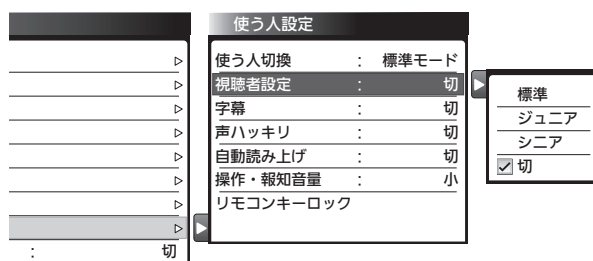 使う人設定
使う人切換 : 標準モード
視聴者設定 : 切
字幕 : 切
声ハッキリ : 切
自動読み上げ : 切
操作・報知音量 : 小
リモコンキーロック
: 切
標準
ジュニア
シニア
切